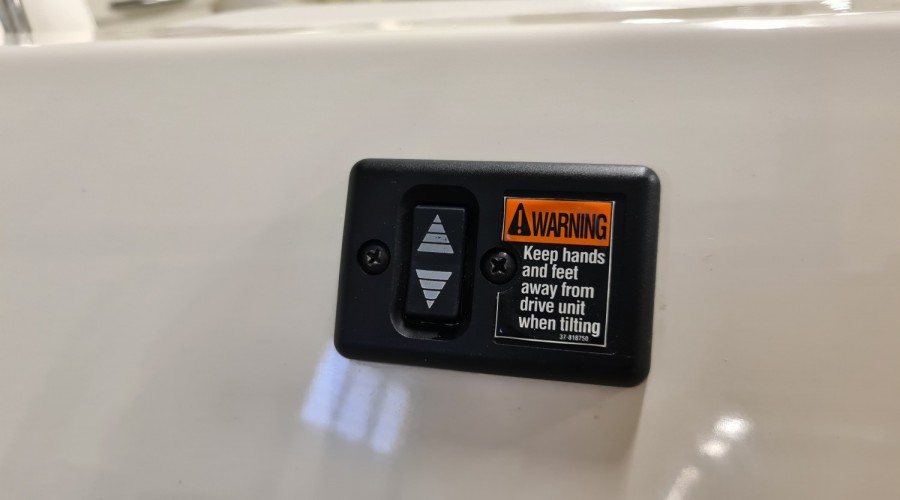 WARNING
Keep hands
and feet
away from
drive unit
when tilting
37-818750